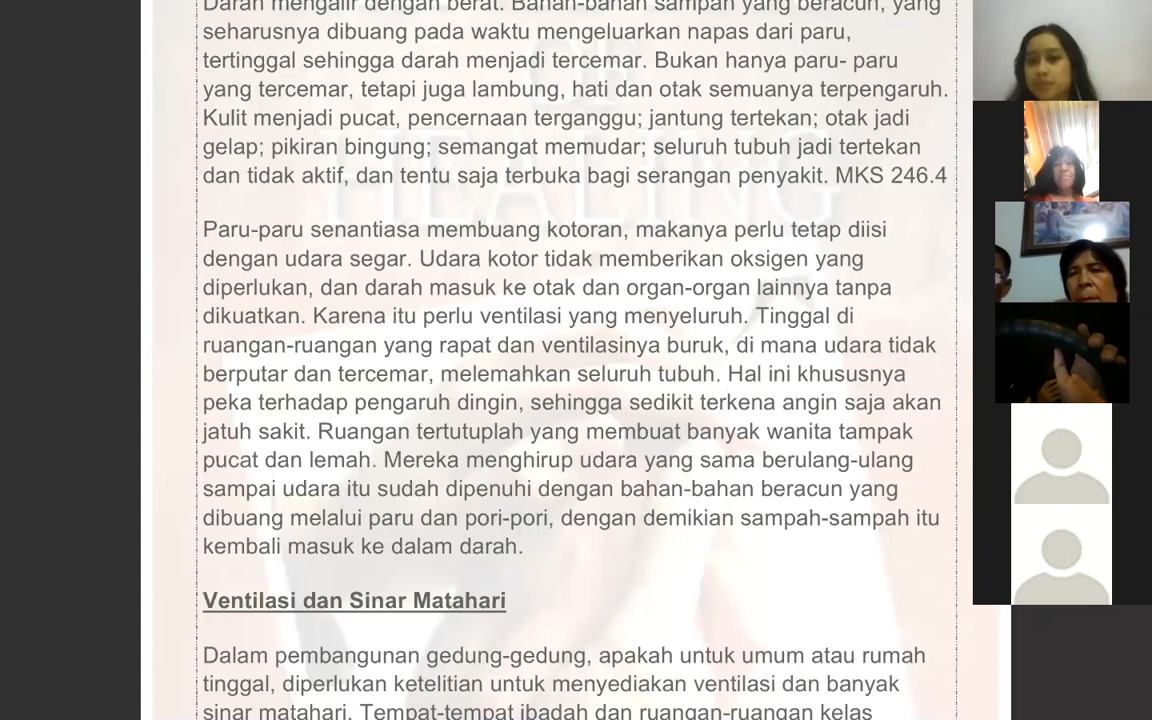 Darah mengalir dengan berat. Bahan-bahan sampah yang beracun, yang
seharusnya dibuang pada waktu mengeluarkan napas dari paru,
tertinggal sehingga darah menjadi tercemar. Bukan hanya paru- paru
yang tercemar, tetapi juga lambung, hati dan otak semuanya terpengaruh.
Kulit menjadi pucat, pencernaan terganggu; jantung tertekan; otak jadi
gelap; pikiran bingung; semangat memudar; seluruh tubuh jadi tertekan
dan tidak aktif, dan tentu saja terbuka bagi serangan penyakit. MKS 246.4
OF
HEALING
Paru-paru senantiasa membuang kotoran, makanya perlu tetap diisi
dengan udara segar. Udara kotor tidak memberikan oksigen yang
diperlukan, dan darah masuk ke otak dan organ-organ lainnya tanpa
dikuatkan. Karena itu perlu ventilasi yang menyeluruh. Tinggal di
ruangan-ruangan yang rapat dan ventilasinya buruk, di mana udara tidak
berputar dan tercemar, melemahkan seluruh tubuh. Hal ini khususnya
peka terhadap pengaruh dingin, sehingga sedikit terkena angin saja akan
jatuh sakit. Ruangan tertutuplah yang membuat banyak wanita tampak
pucat dan lemah. Mereka menghirup udara yang sama berulang-ulang
sampai udara itu sudah dipenuhi dengan bahan-bahan beracun yang
dibuang melalui paru dan pori-pori, dengan demikian sampah-sampah itu
kembali masuk ke dalam darah.
Ventilasi dan Sinar Matahari
Dalam pembangunan gedung-gedung, apakah untuk umum atau rumah
tinggal, diperlukan ketelitian untuk menyediakan ventilasi dan banyak
sinar matahari. Tempat-tempat ibadah dan ruangan-ruangan kelas